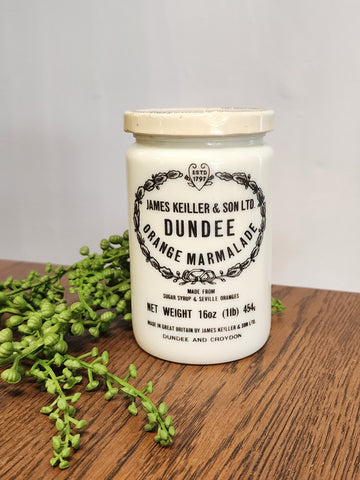 ESTD
1797
JAMES KEILLER & SON LTD.
DUNDEE
ORANGE MARMALADE
MADE FROM
SUGAR SYRUP & SEVILLE ORANGES
NET WEIGHT 16oz (1lb) 454g
MADE IN GREAT BRITAIN BY JAMES KEILLER & SON LTD.
DUNDEE AND CROYDON